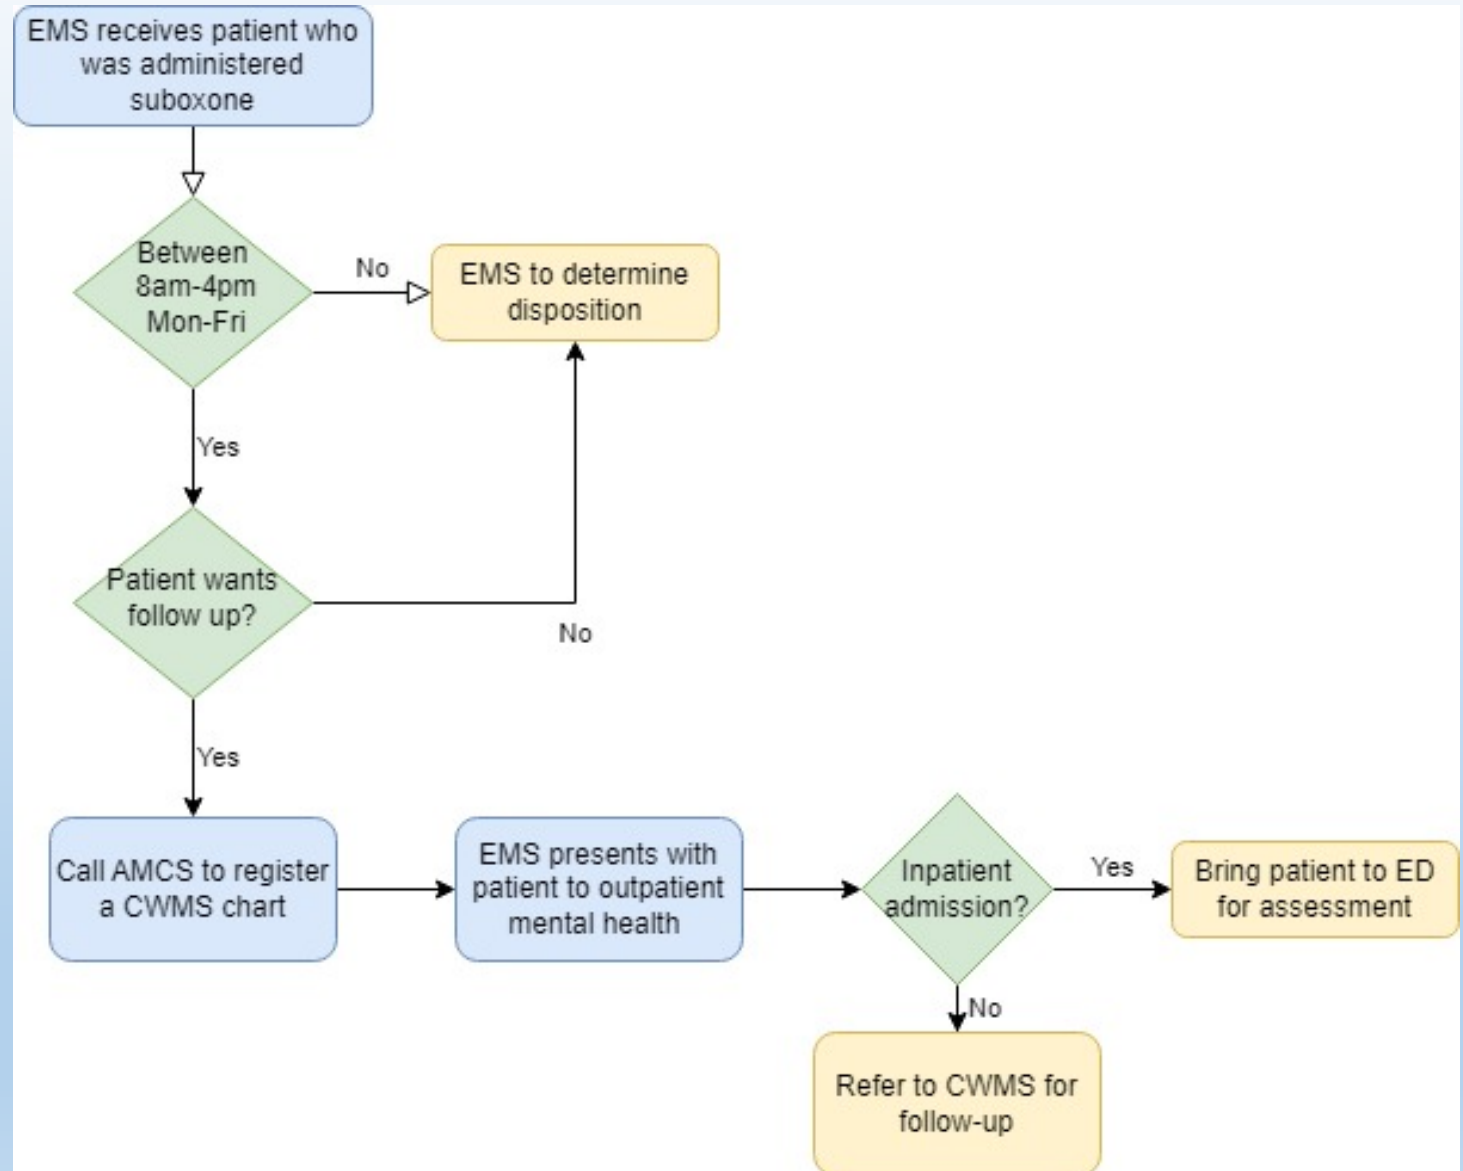 EMS receives patient who
was administered
suboxone
Between
8am-4pm
Mon-Fri
No
EMS to determine
disposition
Yes
Patient wants
follow up?
No
Yes
Call AMCS to register
a CWMS chart
EMS presents with
patient to outpatient
mental health
Inpatient
admission?
Yes
Bring patient to ED
for assessment
No
Refer to CWMS for
follow-up